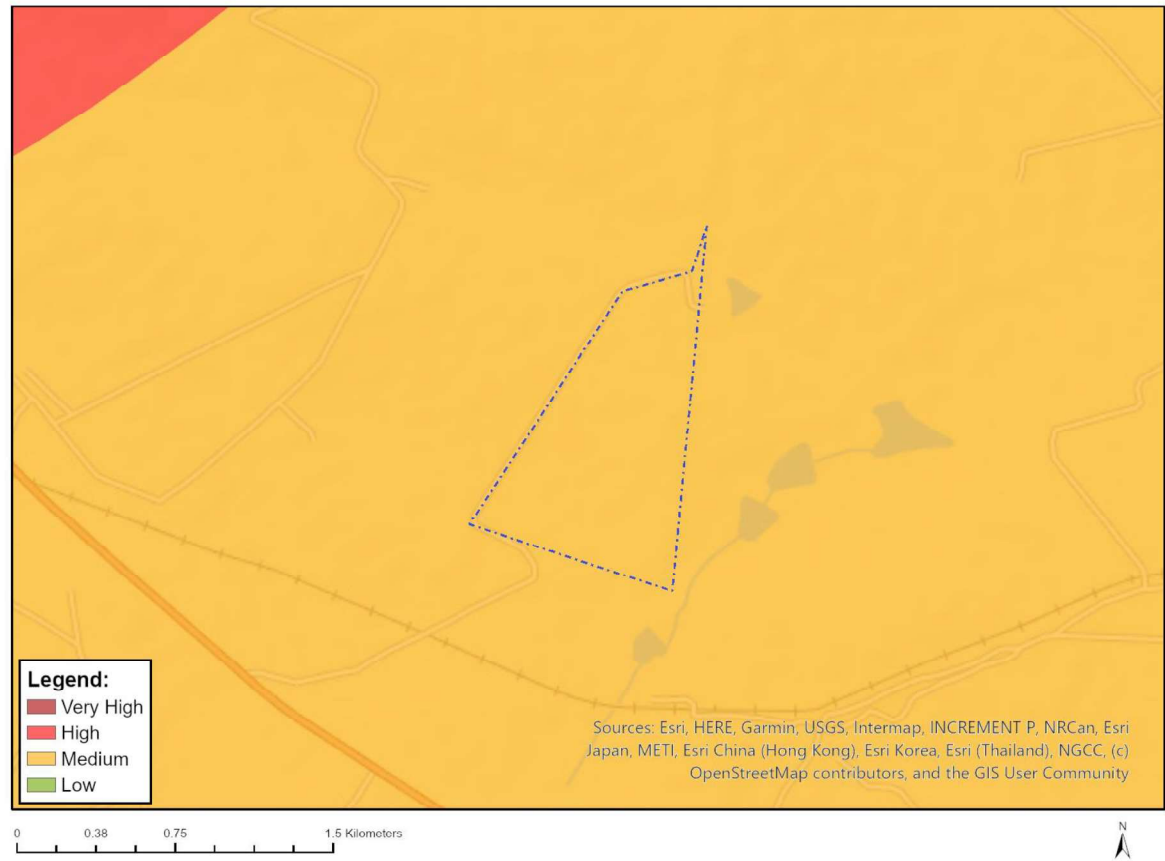 Legend:
Very High
High
Medium
Low
Sources: Esri, HERE, Garmin, USGS, Intermap, INCREMENT P, NRCan, Esri
Japan, METI, Esri China (Hong Kong), Esri Korea, Esri (Thailand), NGCC, (c)
OpenStreetMap contributors, and the GIS User Community
0 0.38 0.75 1.5 Kilometers
N